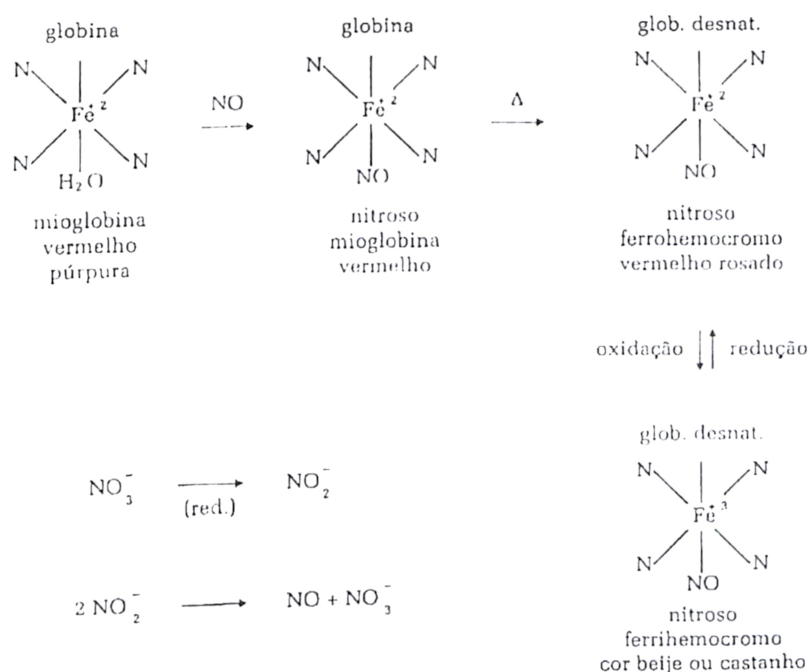 globina
N N
Fe⁺²
N N
H₂O
mioglobina
vermelho
púrpura
NO
globina
N N
Fe⁺²
N N
NO
nitroso
mioglobina
vermelho
Δ
glob. desnat.
N N
Fe⁺²
N N
NO
nitroso
ferrohemocromo
vermelho rosado
oxidação redução
glob. desnat.
N N
Fe⁺³
N N
NO
nitroso
ferrihemocromo
cor beije ou castanho
NO₃⁻ NO₂⁻
(red.)
2 NO₂⁻ NO + NO₃⁻